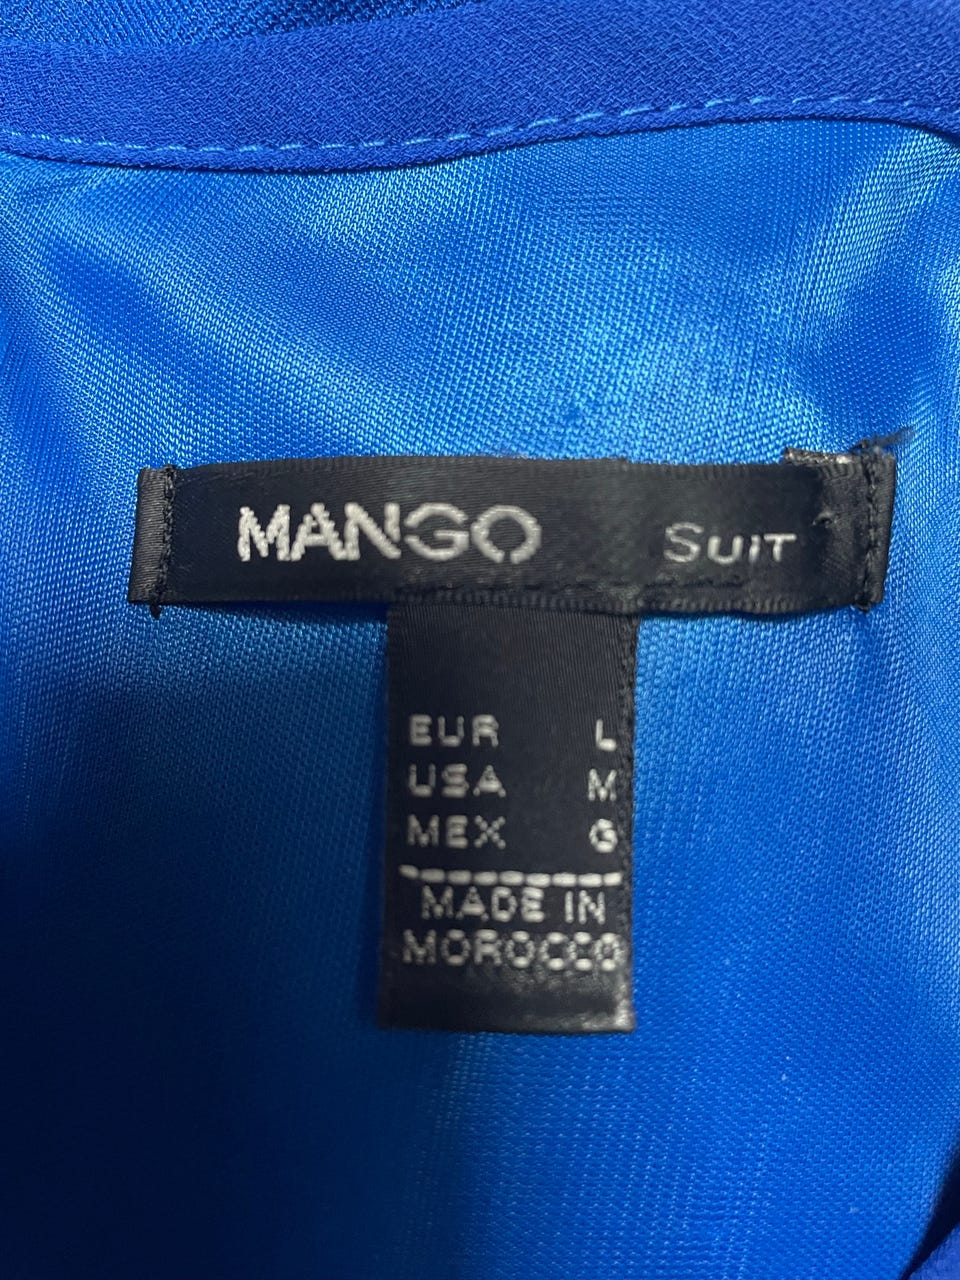 MANGO SUIT
EUR L
USA M
MEX G
MADE IN
MOROCCO